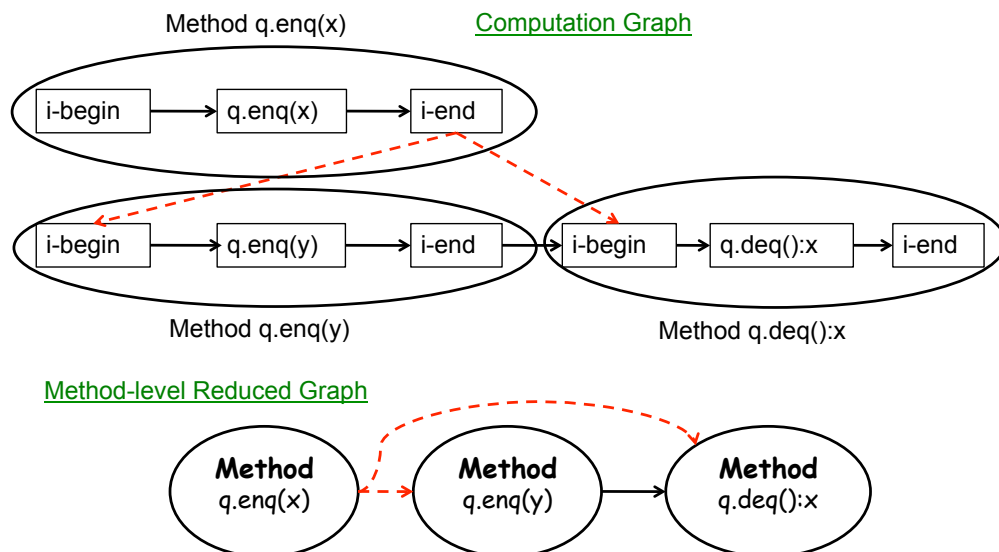 Method q.enq(x)
Computation Graph
i-begin
q.enq(x)
i-end
i-begin
q.enq(y)
i-end
i-begin
q.deq():x
i-end
Method q.enq(y)
Method q.deq():x
Method-level Reduced Graph
Method
q.enq(x)
Method
q.enq(y)
Method
q.deq():x